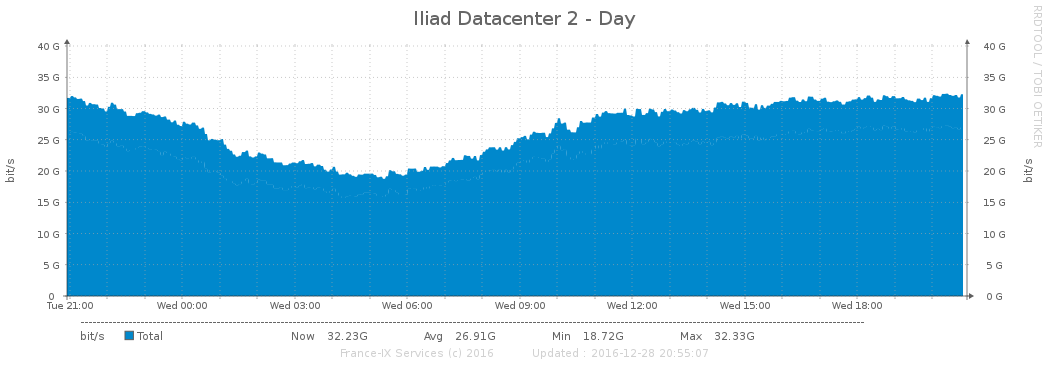 Iliad Datacenter 2 - Day
RRDTOOL / TOBI OETIKER
40 G 40 G
35 G 35 G
30 G 30 G
25 G 25 G
20 G 20 G
15 G 15 G
10 G 10 G
5 G 5 G
0 0 G
bit/s bit/s
Tue 21:00 Wed 00:00 Wed 03:00 Wed 06:00 Wed 09:00 Wed 12:00 Wed 15:00 Wed 18:00
bit/s Total Now 32.23G Avg 26.91G Min 18.72G Max 32.33G
France-IX Services (c) 2016 Updated : 2016-12-28 20:55:07